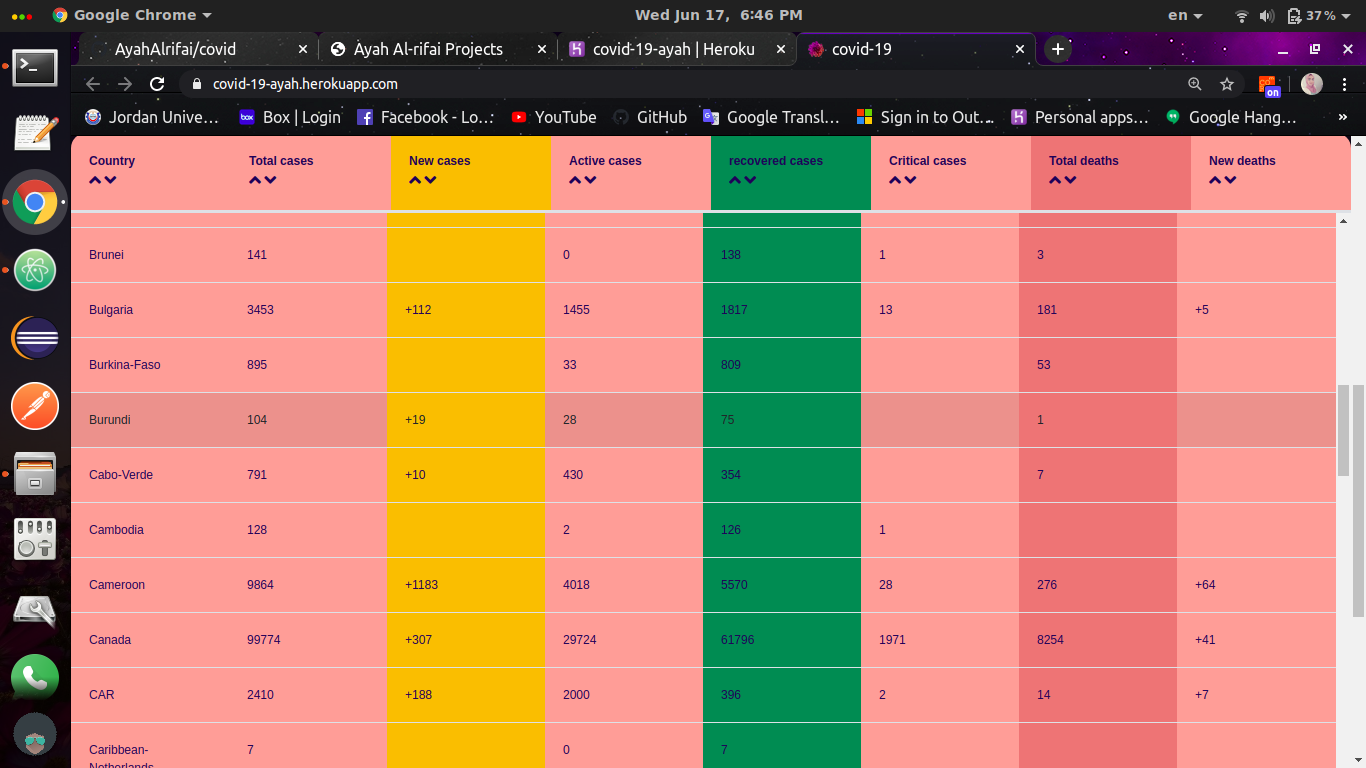 Google Chrome
Wed Jun 17, 6:46 PM
en
37%
AyahAlrifai/covid
Ayah Al-rifai Projects
covid-19-ayah | Heroku
covid-19
covid-19-ayah.herokuapp.com
on
Jordan Unive...
box
Box | Login
Facebook - Lo...
YouTube
GitHub
Google Transl...
Sign in to Out...
Personal apps...
Google Hang...
»
Country Total cases New cases Active cases recovered cases Critical cases Total deaths New deaths
Brunei 141 0 138 1 3
Bulgaria 3453 +112 1455 1817 13 181 +5
Burkina-Faso 895 33 809 53
Burundi 104 +19 28 75 1
Cabo-Verde 791 +10 430 354 7
Cambodia 128 2 126 1
Cameroon 9864 +1183 4018 5570 28 276 +64
Canada 99774 +307 29724 61796 1971 8254 +41
CAR 2410 +188 2000 396 2 14 +7
Caribbean- 7 0 7
Netherlands